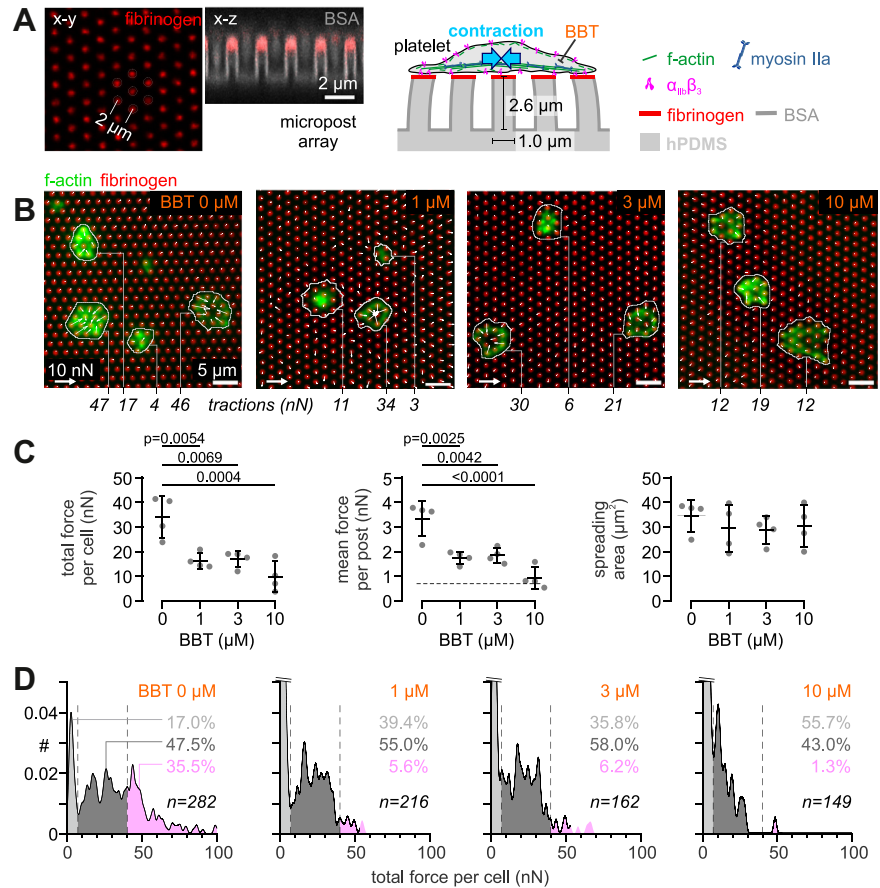 A
x-y
fibrinogen
2 µm
x-z
BSA
2 µm
micropost
array
contraction
platelet
BBT
2.6 µm
1.0 µm
f-actin
myosin IIa
αIIbβ3
fibrinogen
BSA
hPDMS
B
f-actin fibrinogen
BBT 0 µM
1 µM
3 µM
10 µM
10 nN
5 µm
47 17 4 46 tractions (nN) 11 34 3 30 6 21 12 19 12
C
p=0.0054
0.0069
0.0004
total force
per cell (nN)
50
40
30
20
10
0
0 1 3 10
BBT (µM)
p=0.0025
0.0042
<0.0001
mean force
per post (nN)
5
4
3
2
1
0
0 1 3 10
BBT (µM)
spreading
area (µm²)
50
40
30
20
10
0
0 1 3 10
BBT (µM)
D
#
0.04
0.02
0
BBT 0 µM
17.0%
47.5%
35.5%
n=282
0 50 100
1 µM
39.4%
55.0%
5.6%
n=216
0 50 100
3 µM
35.8%
58.0%
6.2%
n=162
0 50 100
10 µM
55.7%
43.0%
1.3%
n=149
0 50 100
total force per cell (nN)